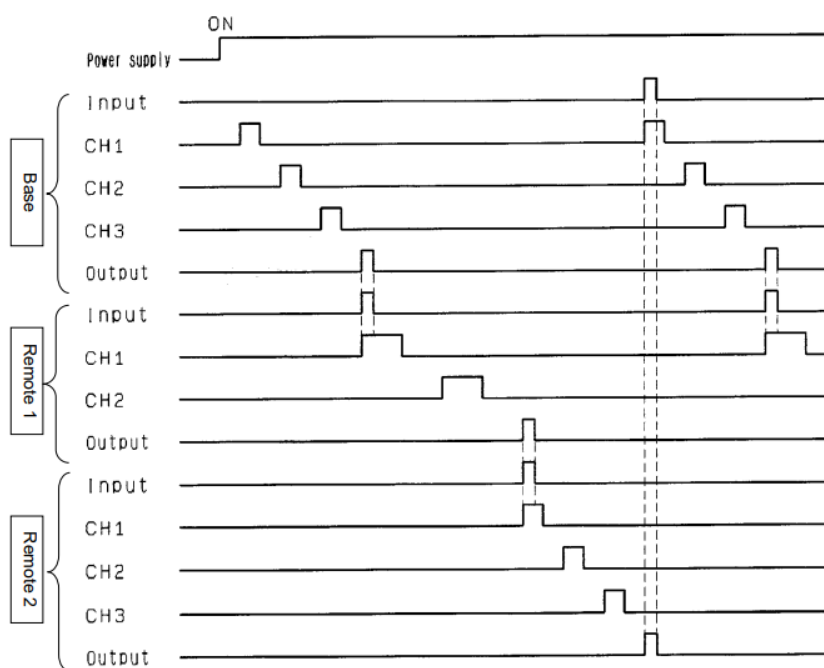 ON
Power supply
Input
CH1
CH2
CH3
Output
Base
Input
CH1
CH2
Output
Remote 1
Input
CH1
CH2
CH3
Output
Remote 2